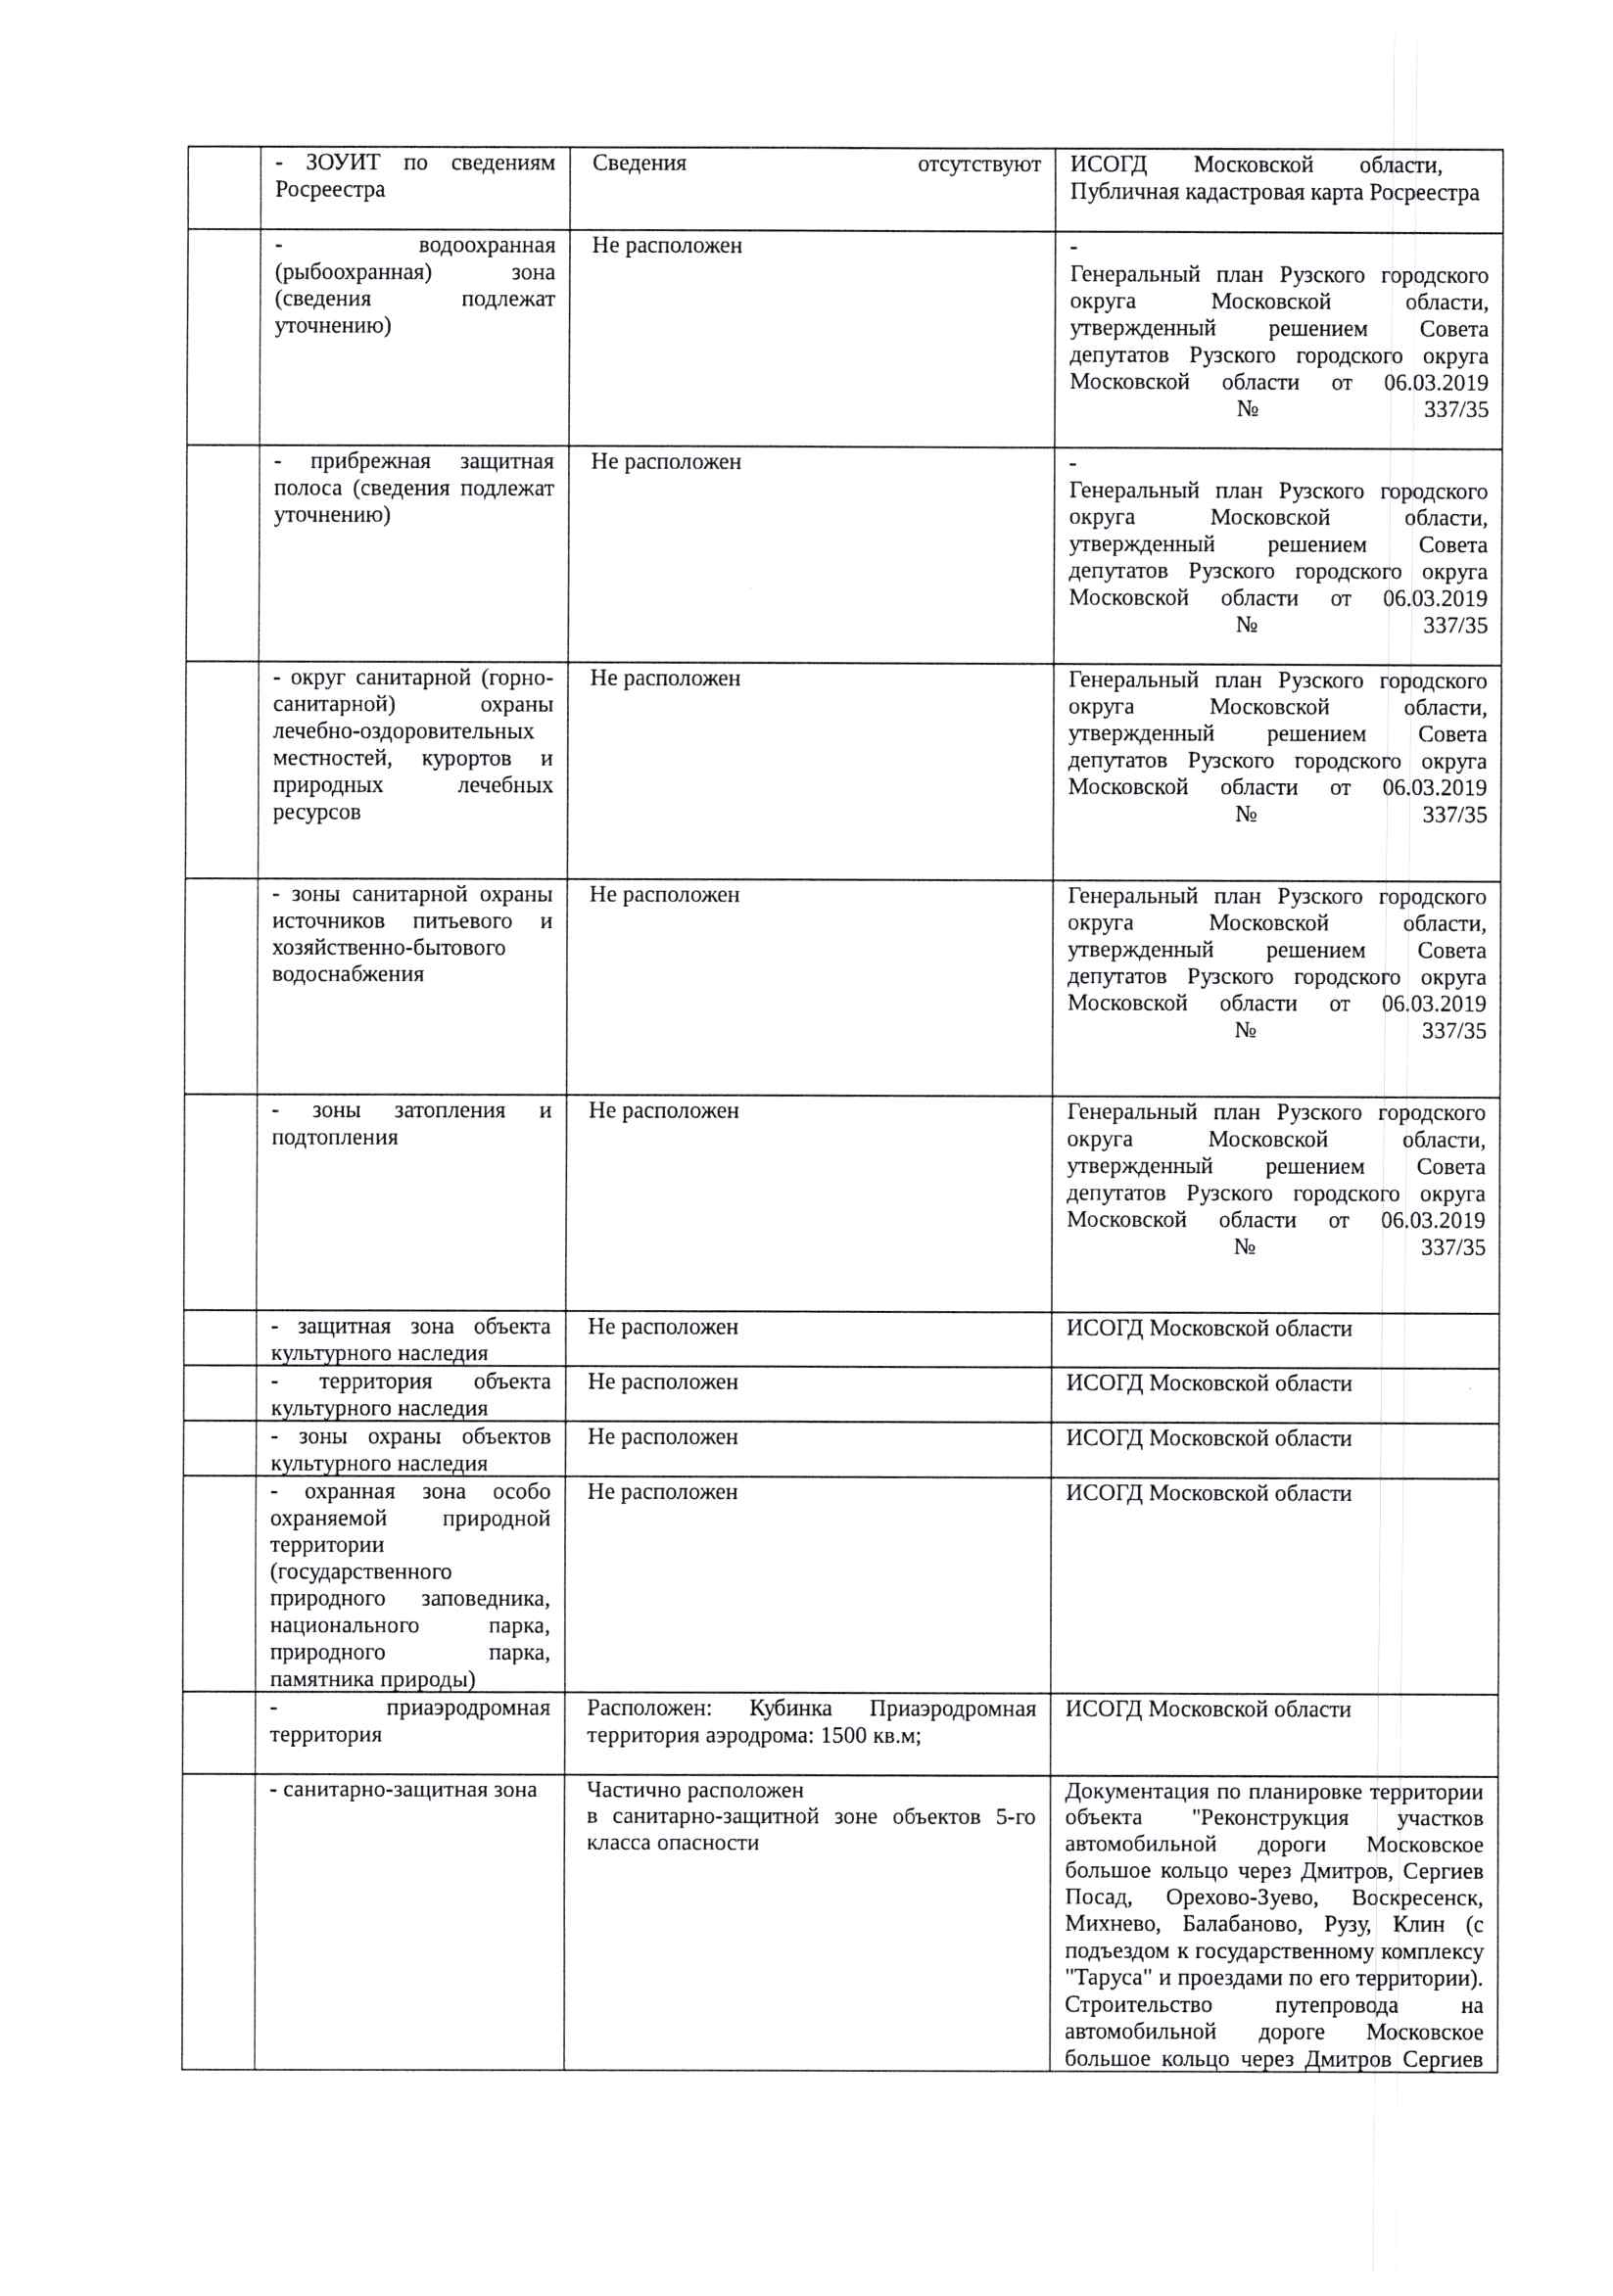 - ЗОУИТ по сведениям
Росреестра
Сведения отсутствуют
ИСОГД Московской области,
Публичная кадастровая карта Росреестра
- водоохранная
(рыбоохранная) зона
(сведения подлежат
уточнению)
Не расположен
-
Генеральный план Рузского городского
округа Московской области,
утвержденный решением Совета
депутатов Рузского городского округа
Московской области от 06.03.2019
№ 337/35
- прибрежная защитная
полоса (сведения подлежат
уточнению)
Не расположен
-
Генеральный план Рузского городского
округа Московской области,
утвержденный решением Совета
депутатов Рузского городского округа
Московской области от 06.03.2019
№ 337/35
- округ санитарной (горно-
санитарной) охраны
лечебно-оздоровительных
местностей, курортов и
природных лечебных
ресурсов
Не расположен
Генеральный план Рузского городского
округа Московской области,
утвержденный решением Совета
депутатов Рузского городского округа
Московской области от 06.03.2019
№ 337/35
- зоны санитарной охраны
источников питьевого и
хозяйственно-бытового
водоснабжения
Не расположен
Генеральный план Рузского городского
округа Московской области,
утвержденный решением Совета
депутатов Рузского городского округа
Московской области от 06.03.2019
№ 337/35
- зоны затопления и
подтопления
Не расположен
Генеральный план Рузского городского
округа Московской области,
утвержденный решением Совета
депутатов Рузского городского округа
Московской области от 06.03.2019
№ 337/35
- защитная зона объекта
культурного наследия
Не расположен
ИСОГД Московской области
- территория объекта
культурного наследия
Не расположен
ИСОГД Московской области
- зоны охраны объектов
культурного наследия
Не расположен
ИСОГД Московской области
- охранная зона особо
охраняемой природной
территории
(государственного
природного заповедника,
национального парка,
природного парка,
памятника природы)
Не расположен
ИСОГД Московской области
- приаэродромная
территория
Расположен: Кубинка Приаэродромная
территория аэродрома: 1500 кв.м;
ИСОГД Московской области
- санитарно-защитная зона
Частично расположен
в санитарно-защитной зоне объектов 5-го
класса опасности
Документация по планировке территории
объекта "Реконструкция участков
автомобильной дороги Московское
большое кольцо через Дмитров, Сергиев
Посад, Орехово-Зуево, Воскресенск,
Михнево, Балабаново, Рузу, Клин (с
подъездом к государственному комплексу
"Таруса" и проездами по его территории).
Строительство путепровода на
автомобильной дороге Московское
большое кольцо через Дмитров Сергиев